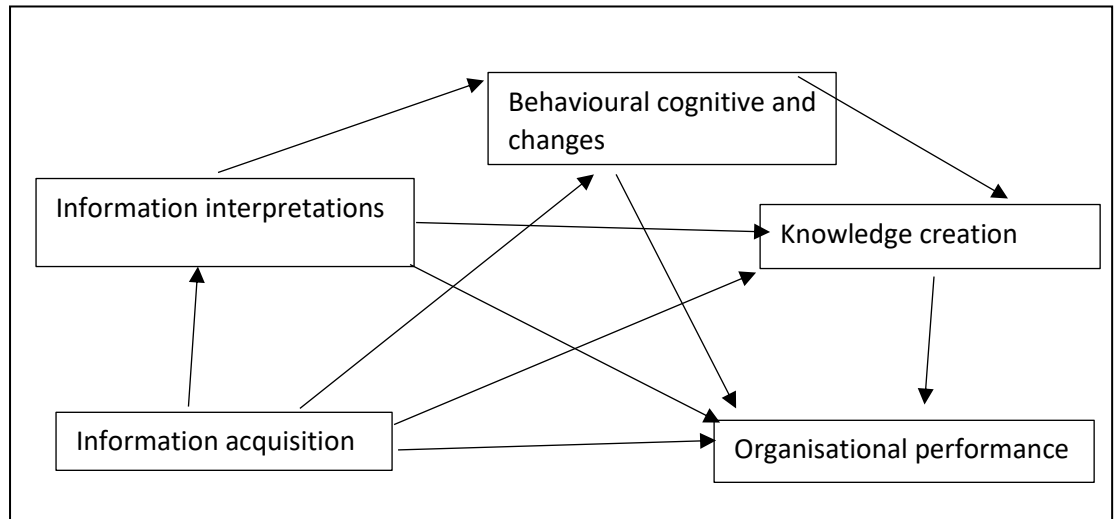 Behavioural cognitive and
changes
Information interpretations
Knowledge creation
Information acquisition
Organisational performance